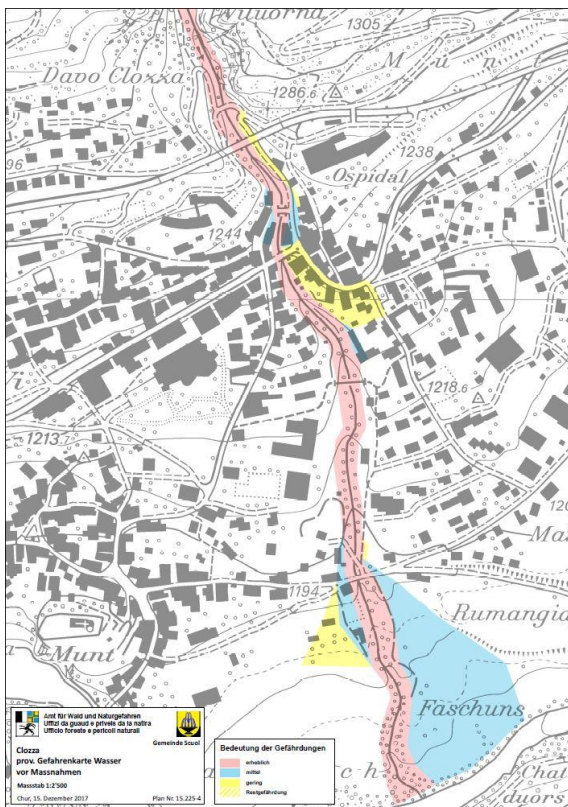 1305
Davo Clozza
M u n t
1286.6
96
1238
Ospidal
1244
1218.6
1213.7
1194
Rumangia
Munt
Faschuns
Amt für Wald und Naturgefahren
Uffizi da guaud e privels da la natira
Ufficio foreste e pericoli naturali
Gemeinde Scuol
Clozza
prov. Gefahrenkarte Wasser
vor Massnahmen
Massstab 1:2'500
Chur, 15. Dezember 2017 Plan Nr. 15.225-4
Bedeutung der Gefährdungen
erheblich
mittel
gering
Restgefährdung